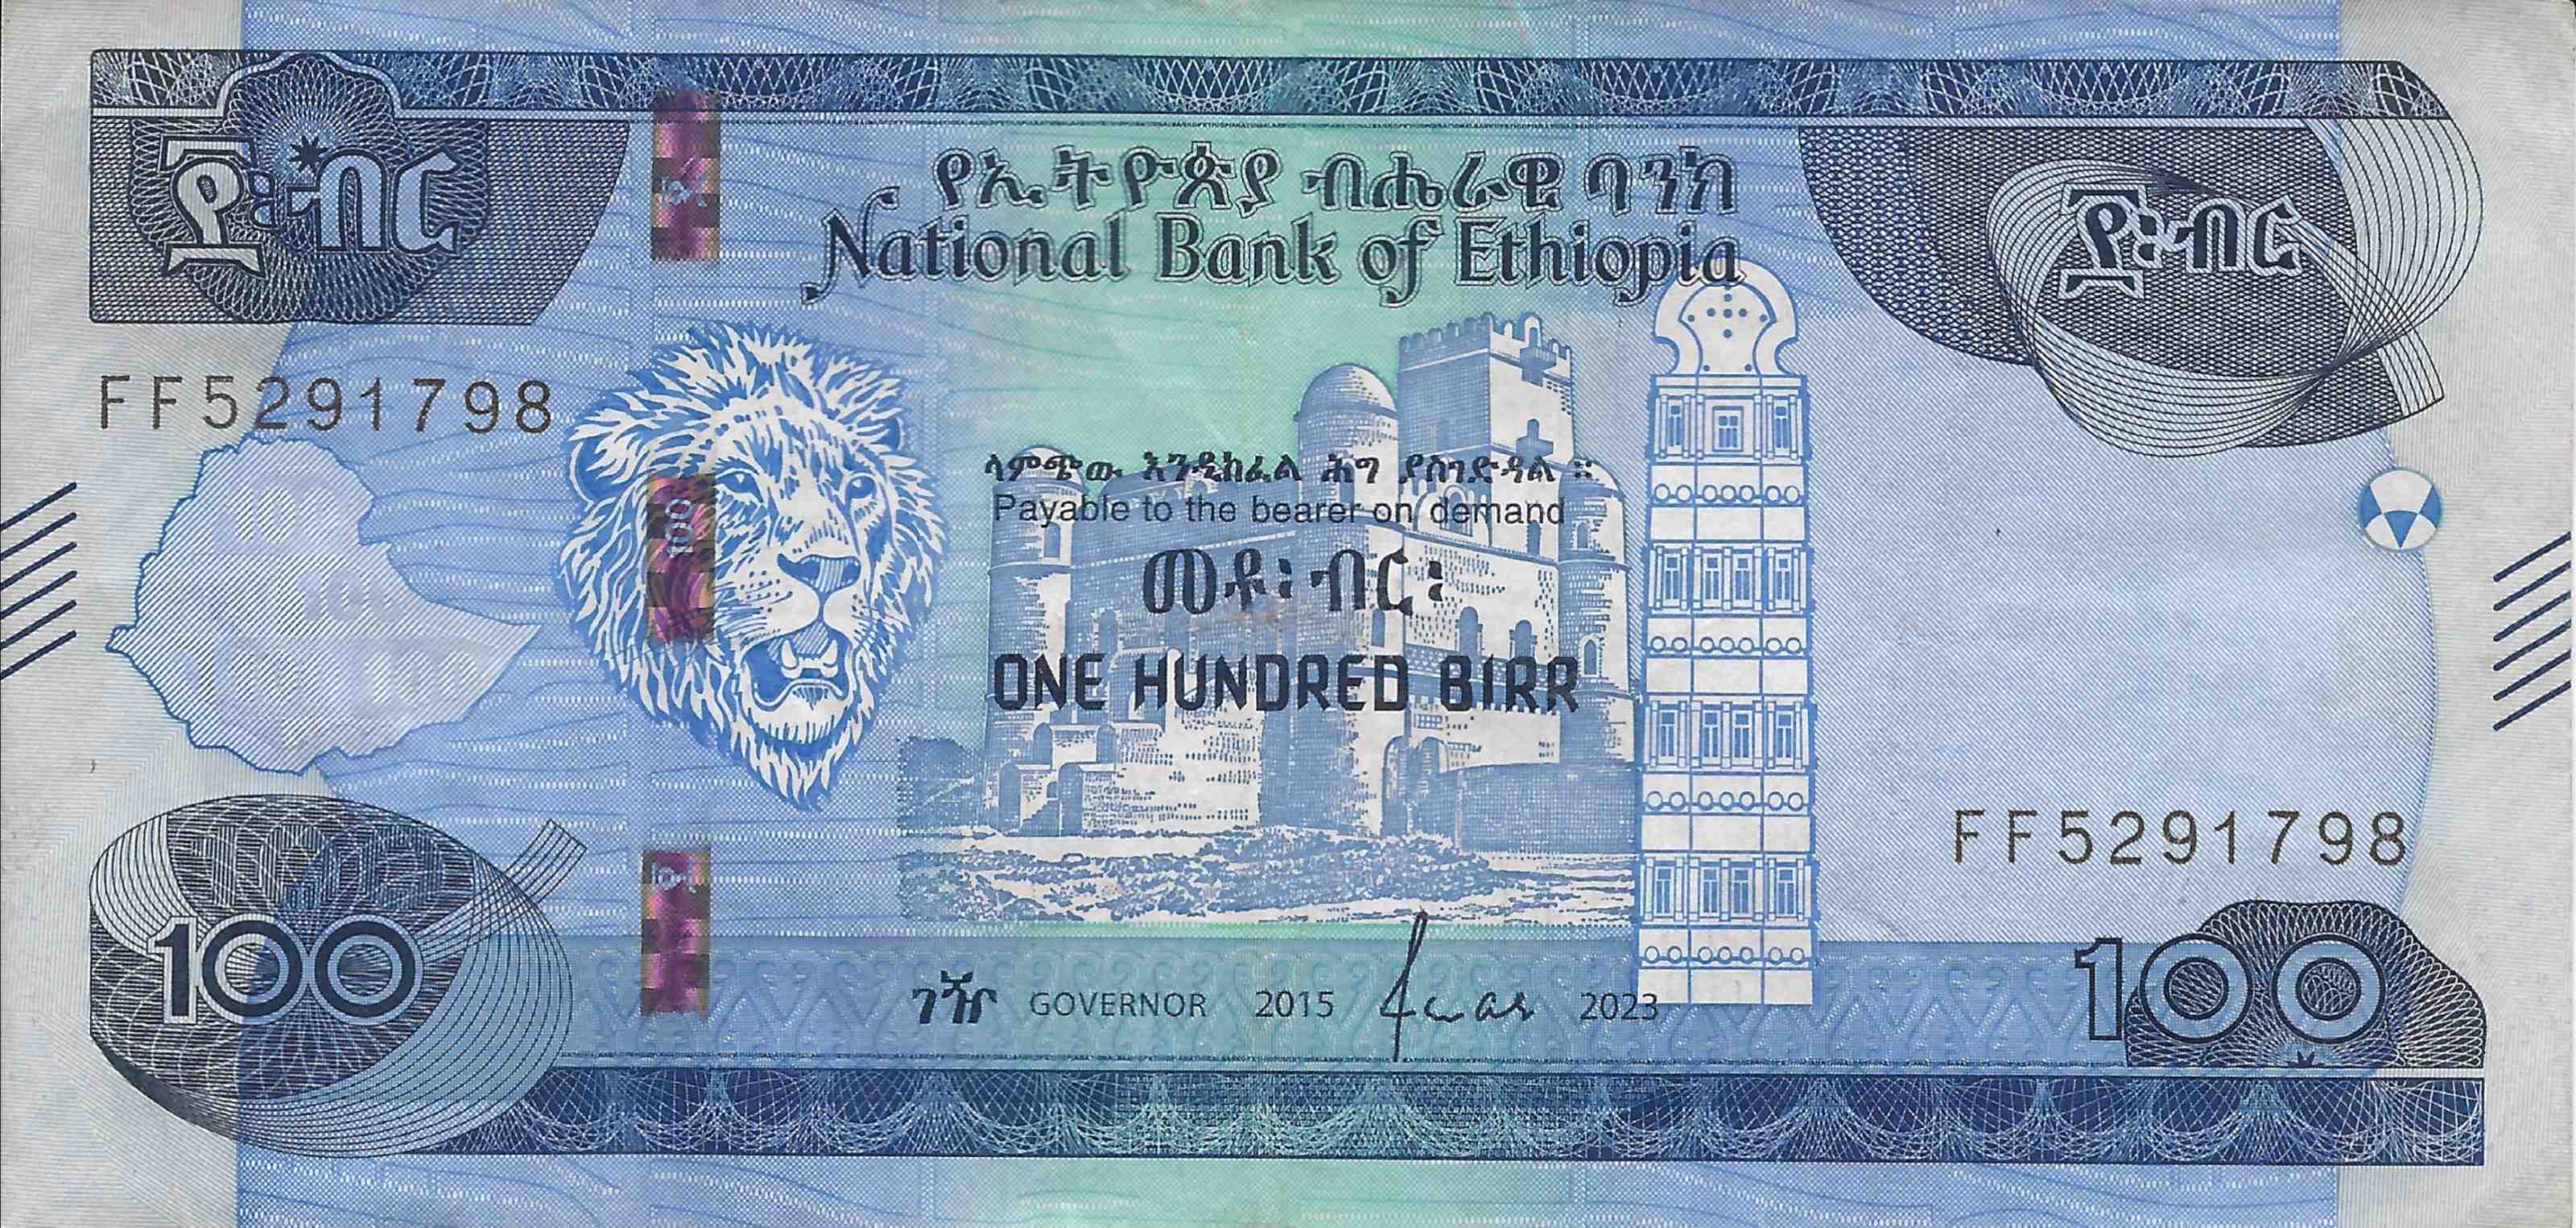 ፻፡ብር
፻፡ብር
የኢትዮጵያ ብሔራዊ ባንክ
National Bank of Ethiopia
FF5291798
ላምጭው እንዲከፈል ሕግ ያስገድዳል ።
Payable to the bearer on demand
መቶ፡ ብር፡
ONE HUNDRED BIRR
100
FF5291798
100
ገዥ GOVERNOR 2015 2023
100